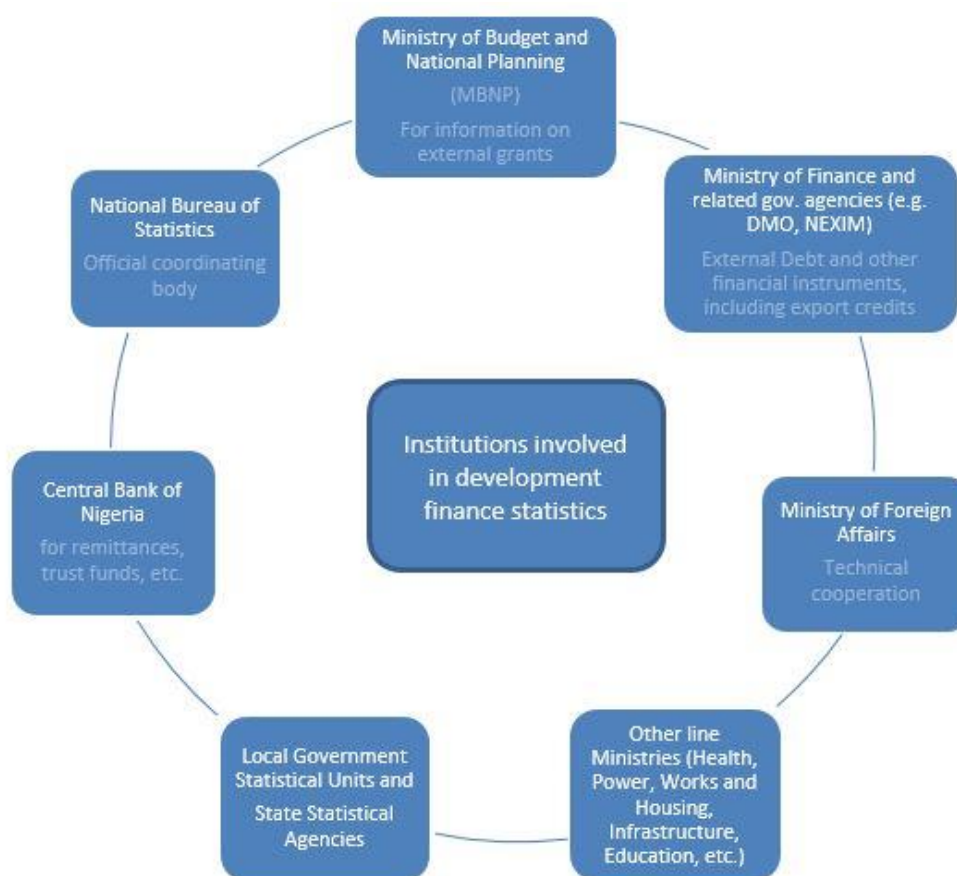 Ministry of Budget and
National Planning
(MBNP)
For information on
external grants
Ministry of Finance and
related gov. agencies (e.g.
DMO, NEXIM)
External Debt and other
financial instruments,
including export credits
Ministry of Foreign
Affairs
Technical
cooperation
Other line
Ministries (Health,
Power, Works and
Housing,
Infrastructure,
Education, etc.)
Local Government
Statistical Units and
State Statistical
Agencies
Central Bank of
Nigeria
for remittances,
trust funds, etc.
National Bureau of
Statistics
Official coordinating
body
Institutions involved
in development
finance statistics